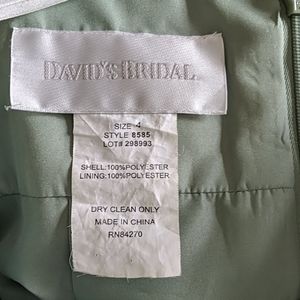 DAVID'S BRIDAL
SIZE 4
STYLE 8585
LOT# 298993
SHELL:100%POLYESTER
LINING:100%POLYESTER
DRY CLEAN ONLY
MADE IN CHINA
RN84270